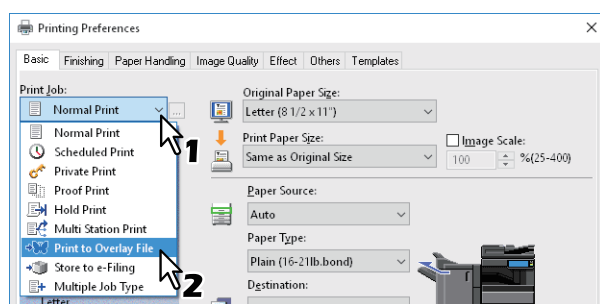 Printing Preferences
Basic Finishing Paper Handling Image Quality Effect Others Templates
Print Job:
Normal Print ...
Normal Print
Scheduled Print
Private Print
Proof Print
Hold Print
Multi Station Print
Print to Overlay File
Store to e-Filing
Multiple Job Type
Letter
1
2
Original Paper Size:
Letter (8 1/2 x 11")
Print Paper Size:
Same as Original Size
Image Scale:
100 %(25-400)
Paper Source:
Auto
Paper Type:
Plain (16-21lb.bond)
Destination: